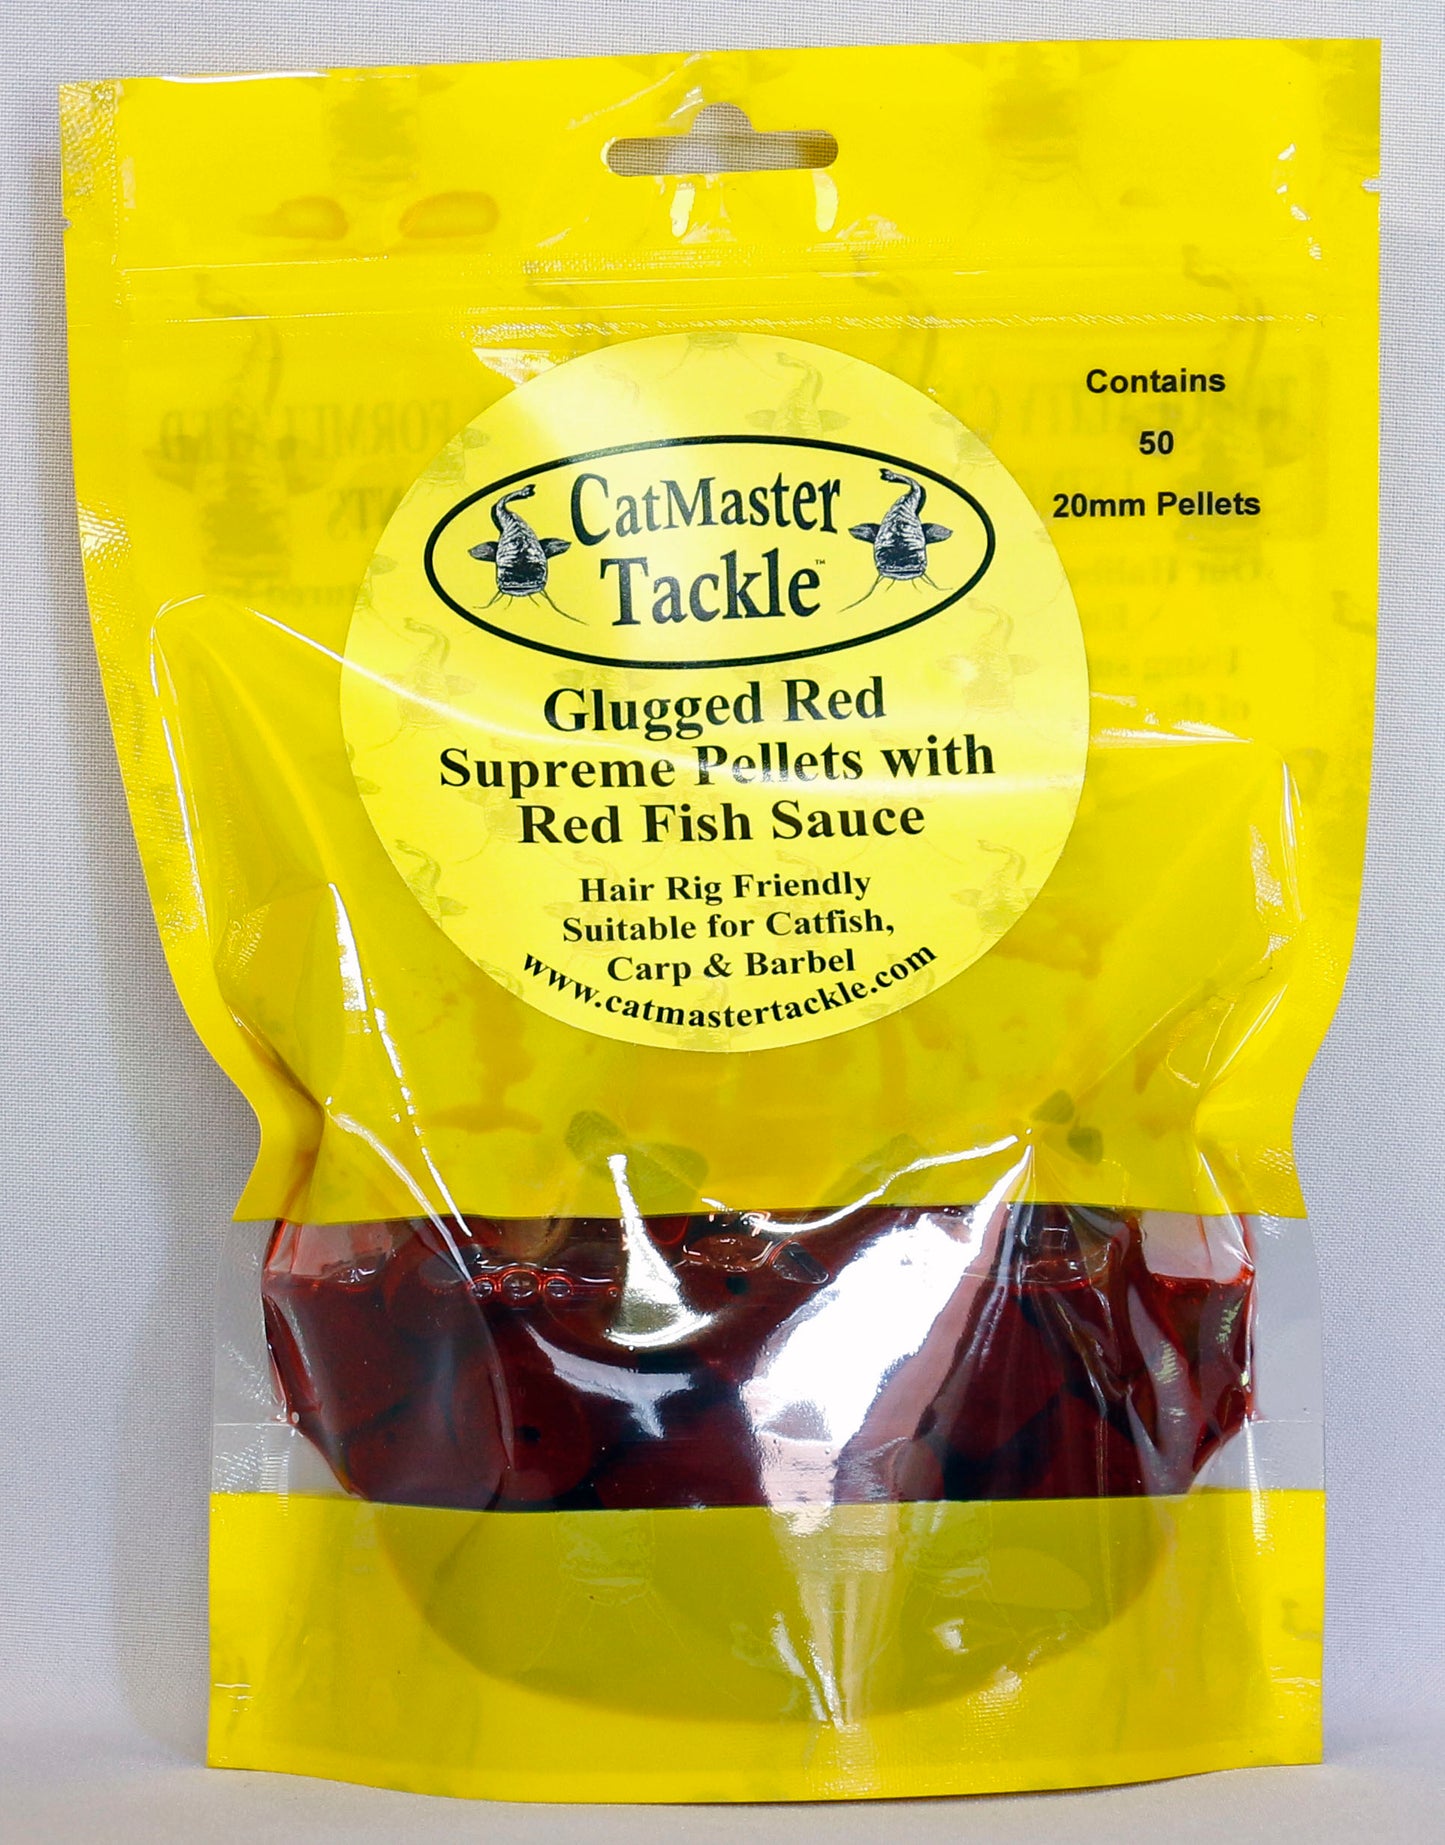 Contains
50
20mm Pellets
CatMaster
Tackle™
Glugged Red
Supreme Pellets with
Red Fish Sauce
Hair Rig Friendly
Suitable for Catfish,
Carp & Barbel
www.catmastertackle.com